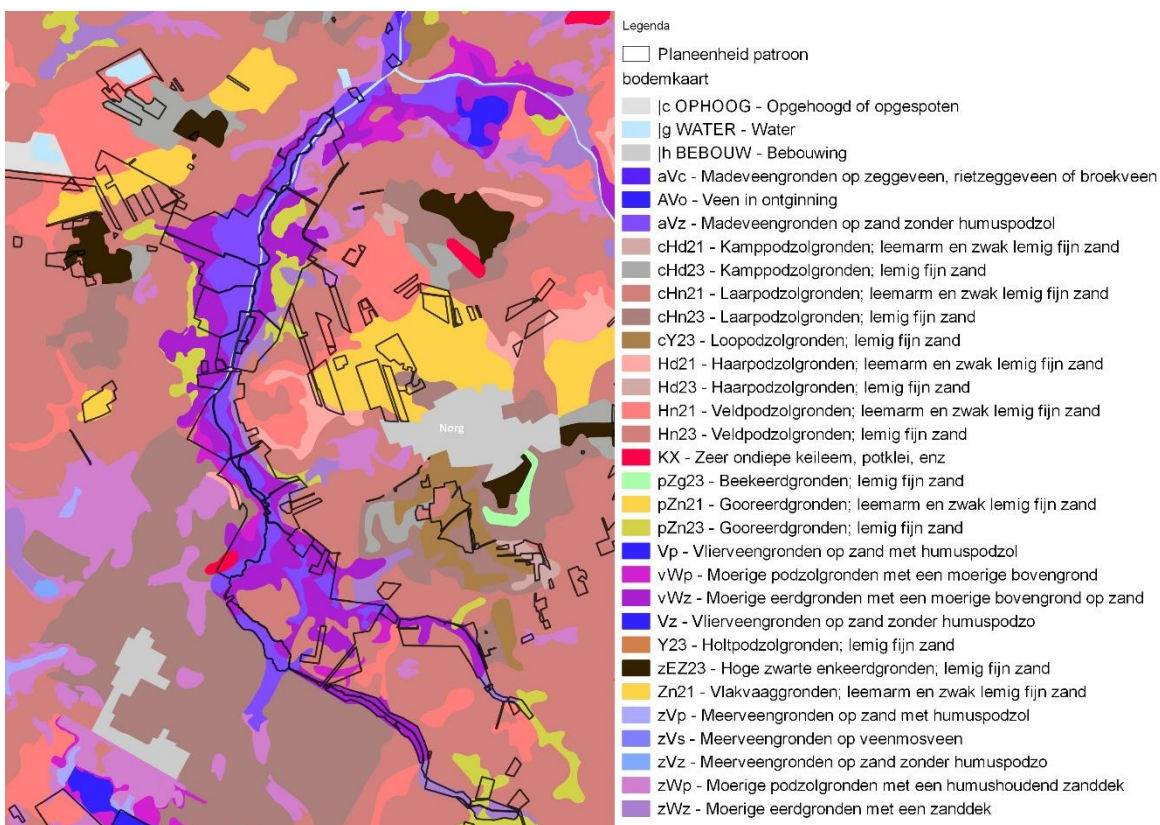 Norg
Legenda
Planeenheid patroon
bodemkaart
|c OPHOOG - Opgehoogd of opgespoten
|g WATER - Water
|h BEBOUW - Bebouwing
aVc - Madeveengronden op zeggeveen, rietzeggeveen of broekveen
AVo - Veen in ontginning
aVz - Madeveengronden op zand zonder humuspodzol
cHd21 - Kamppodzolgronden; leemarm en zwak lemig fijn zand
cHd23 - Kamppodzolgronden; lemig fijn zand
cHn21 - Laarpodzolgronden; leemarm en zwak lemig fijn zand
cHn23 - Laarpodzolgronden; lemig fijn zand
cY23 - Loopodzolgronden; lemig fijn zand
Hd21 - Haarpodzolgronden; leemarm en zwak lemig fijn zand
Hd23 - Haarpodzolgronden; lemig fijn zand
Hn21 - Veldpodzolgronden; leemarm en zwak lemig fijn zand
Hn23 - Veldpodzolgronden; lemig fijn zand
KX - Zeer ondiepe keileem, potklei, enz
pZg23 - Beekeerdgronden; lemig fijn zand
pZn21 - Gooreerdgronden; leemarm en zwak lemig fijn zand
pZn23 - Gooreerdgronden; lemig fijn zand
Vp - Vlierveengronden op zand met humuspodzol
vWp - Moerige podzolgronden met een moerige bovengrond
vWz - Moerige eerdgronden met een moerige bovengrond op zand
Vz - Vlierveengronden op zand zonder humuspodzo
Y23 - Holtpodzolgronden; lemig fijn zand
zEZ23 - Hoge zwarte enkeerdgronden; lemig fijn zand
Zn21 - Vlakvaaggronden; leemarm en zwak lemig fijn zand
zVp - Meerveengronden op zand met humuspodzol
zVs - Meerveengronden op veenmosveen
zVz - Meerveengronden op zand zonder humuspodzo
zWp - Moerige podzolgronden met een humushoudend zanddek
zWz - Moerige eerdgronden met een zanddek